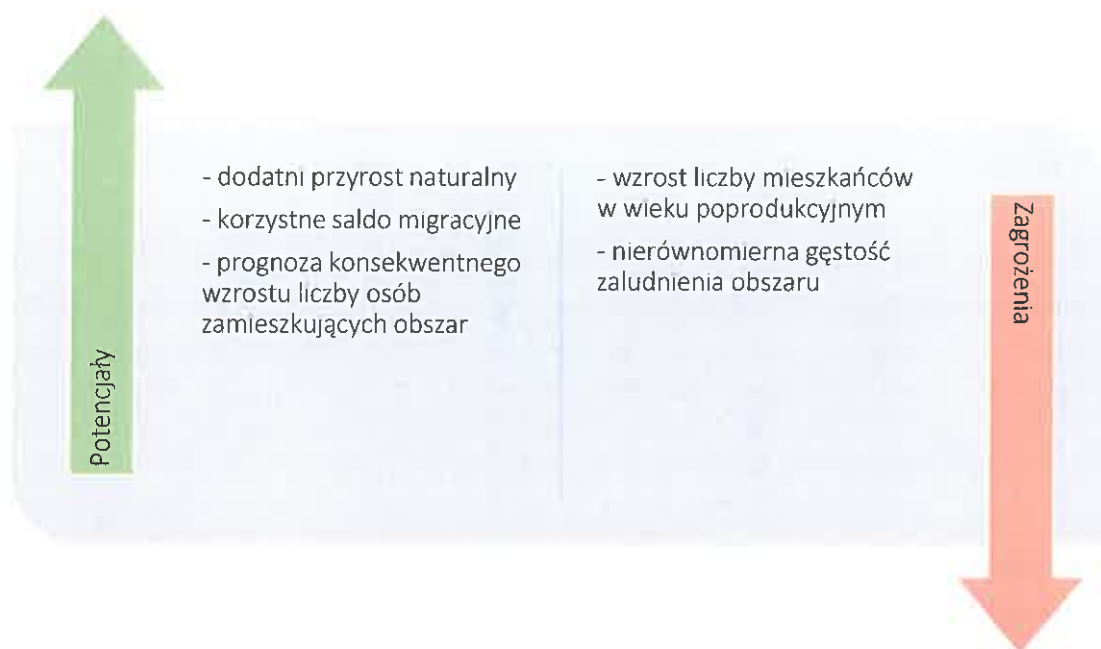 Potencjały
- dodatni przyrost naturalny
- korzystne saldo migracyjne
- prognoza konsekwentnego
wzrostu liczby osób
zamieszkujących obszar
- wzrost liczby mieszkańców
w wieku poprodukcyjnym
- nierównomierna gęstość
zaludnienia obszaru
Zagrożenia